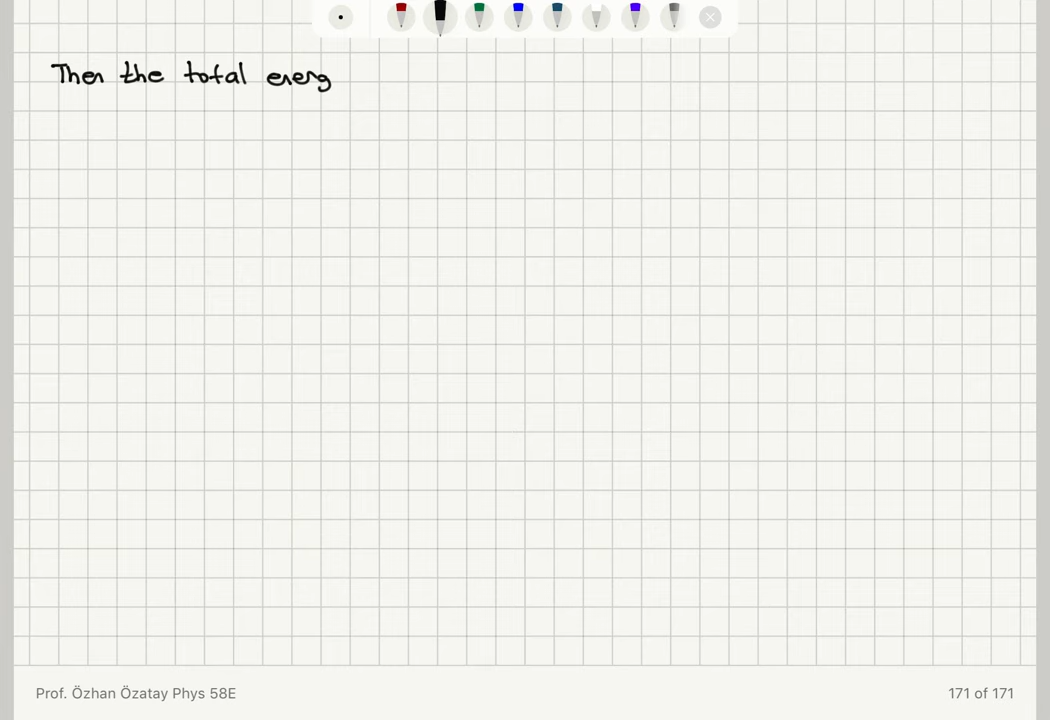 Then the total energ
Prof. Özhan Özatay Phys 58E
171 of 171